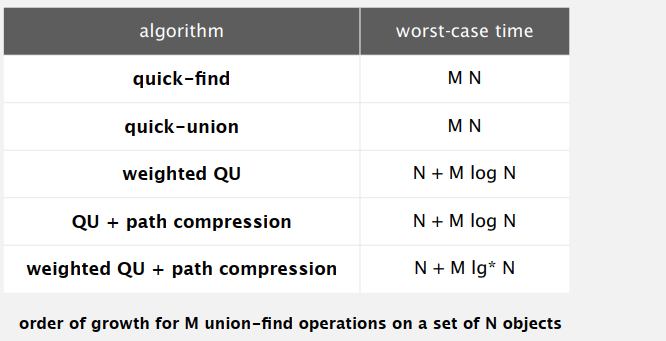 algorithm worst-case time
quick-find M N
quick-union M N
weighted QU N + M log N
QU + path compression N + M log N
weighted QU + path compression N + M lg* N
order of growth for M union-find operations on a set of N objects